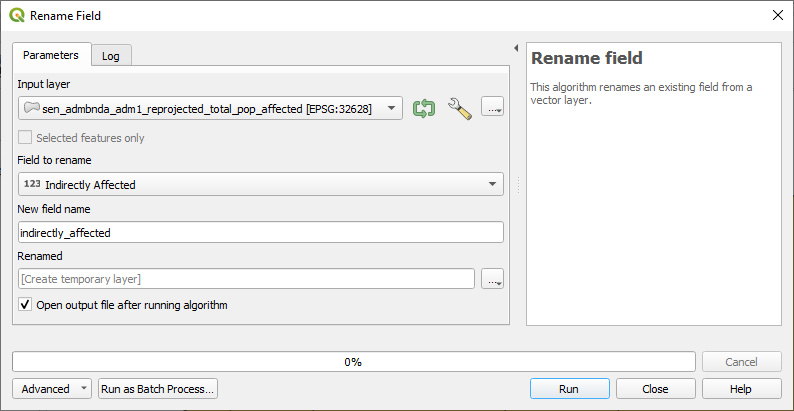 Rename Field
Parameters
Log
Input layer
sen_admbnda_adm1_reprojected_total_pop_affected [EPSG:32628]
...
Selected features only
Field to rename
123 Indirectly Affected
New field name
indirectly_affected
Renamed
[Create temporary layer]
...
Open output file after running algorithm
Rename field
This algorithm renames an existing field from a
vector layer.
0%
Cancel
Advanced
Run as Batch Process...
Run
Close
Help